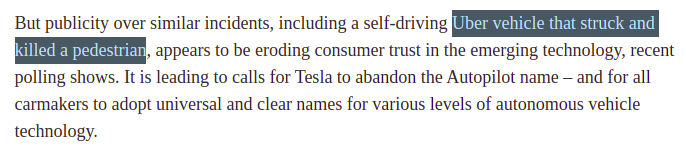 But publicity over similar incidents, including a self-driving Uber vehicle that struck and
killed a pedestrian, appears to be eroding consumer trust in the emerging technology, recent
polling shows. It is leading to calls for Tesla to abandon the Autopilot name – and for all
carmakers to adopt universal and clear names for various levels of autonomous vehicle
technology.